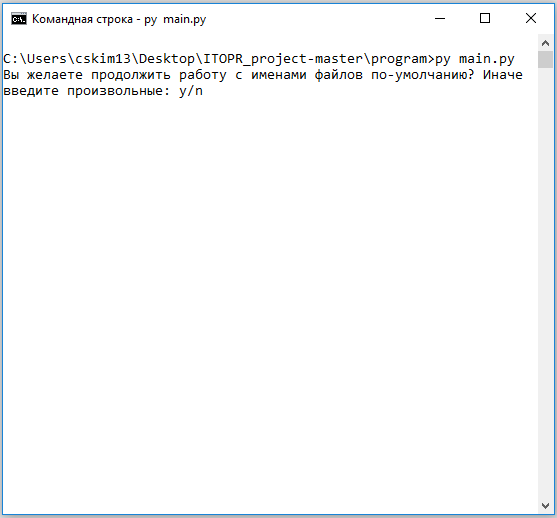 Командная строка - py  main.py
C:\Users\cskim13\Desktop\ITOPR_project-master\program>py main.py
Вы желаете продолжить работу с именами файлов по-умолчанию? Иначе
введите произвольные: y/n